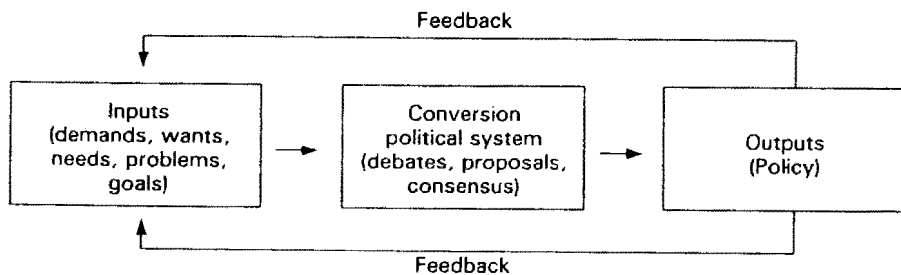 Feedback
Inputs
(demands, wants,
needs, problems,
goals)
Conversion
political system
(debates, proposals,
consensus)
Outputs
(Policy)
Feedback